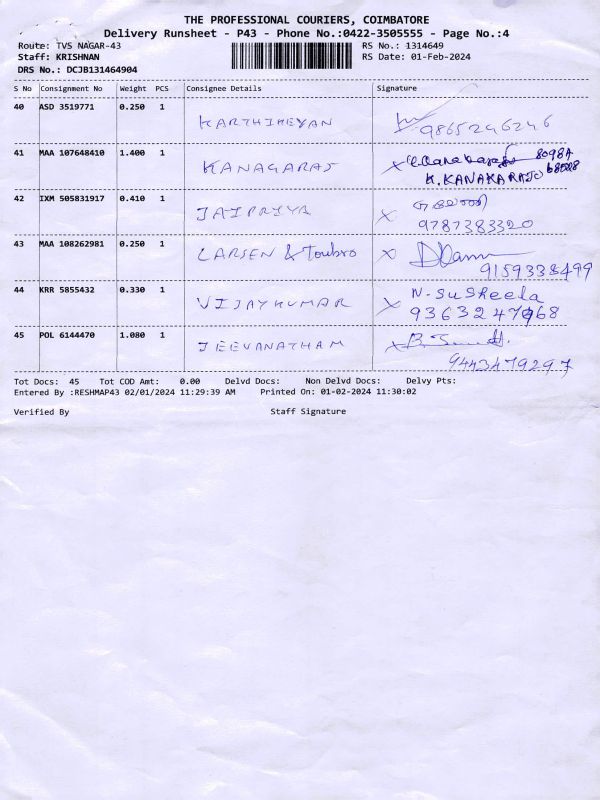 THE PROFESSIONAL COURIERS, COIMBATORE
Delivery Runsheet - P43 - Phone No.:0422-3505555 - Page No.:4
Route: TVS NAGAR-43 RS No.: 1314649
Staff: KRISHNAN RS Date: 01-Feb-2024
DRS No.: DCJB131464904
S No Consignment No Weight PCS Consignee Details Signature
40 ASD 3519771 0.250 1 KARTHIKEYAN 9865246246
41 MAA 107648410 1.400 1 KANAGARAJ X 8098A
K.KANAKARAJ
42 IXM 505831917 0.410 1 JAIPRIYA X
9787383320
43 MAA 108262981 0.250 1 LARSEN & Toubro X
9159338499
44 KRR 5855432 0.330 1 VIJAYKUMAR X N-Susheela
9363247968
45 POL 6144470 1.080 1 JEEVANATHAM X
9443479297
Tot Docs: 45 Tot COD Amt: 0.00 Delvd Docs: Non Delvd Docs: Delvy Pts:
Entered By :RESHMAP43 02/01/2024 11:29:39 AM Printed On: 01-02-2024 11:30:02
Verified By Staff Signature